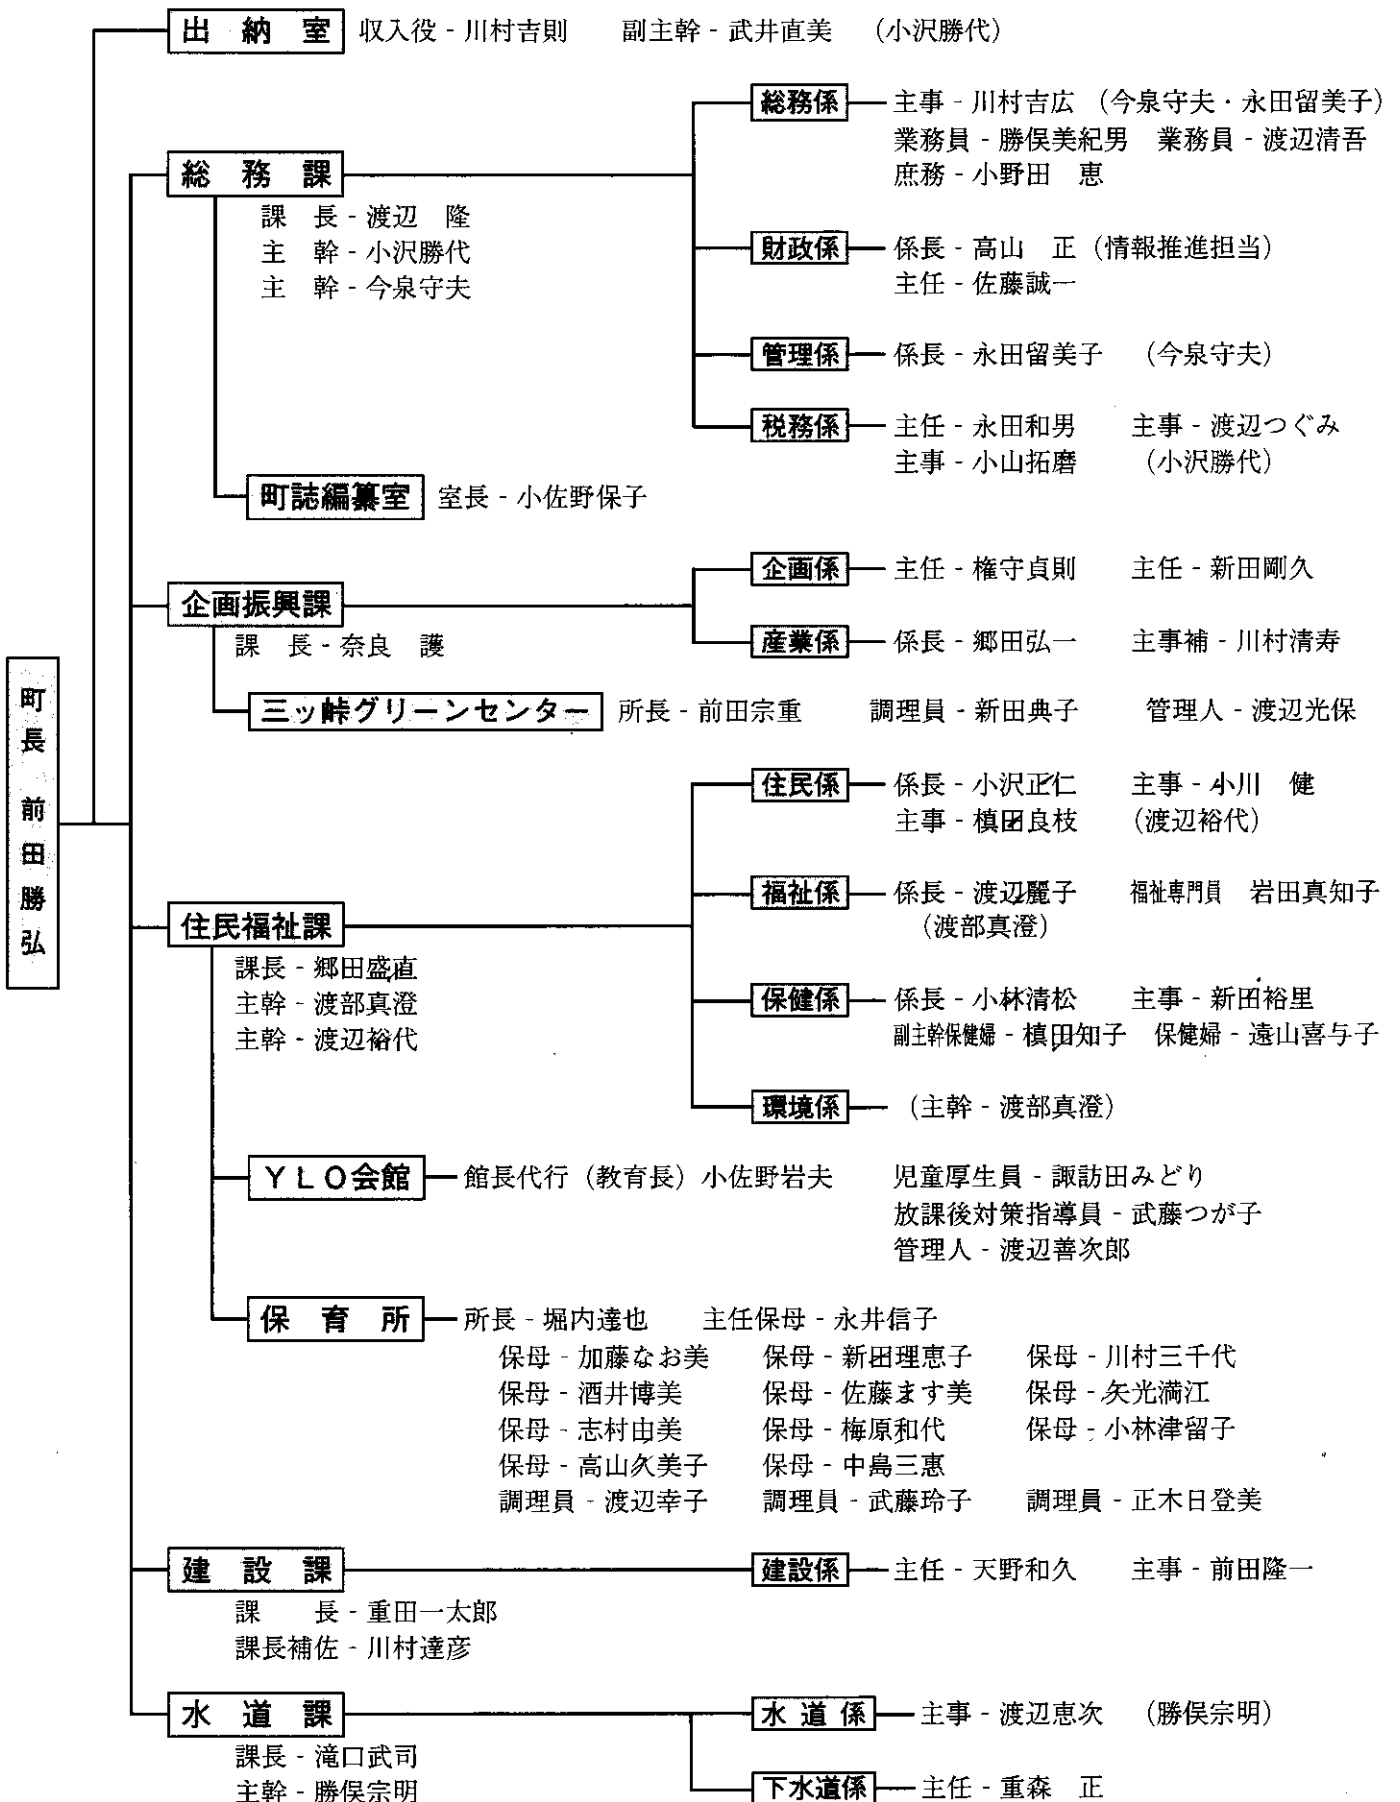 町長 前田勝弘
出納室 収入役 - 川村吉則 副主幹 - 武井直美 （小沢勝代）
総務課
課 長 - 渡辺 隆
主 幹 - 小沢勝代
主 幹 - 今泉守夫
総務係 主事 - 川村吉広 （今泉守夫・永田留美子）
業務員 - 勝俣美紀男 業務員 - 渡辺清吾
庶務 - 小野田 恵
財政係 係長 - 高山 正（情報推進担当）
主任 - 佐藤誠一
管理係 係長 - 永田留美子 （今泉守夫）
税務係 主任 - 永田和男 主事 - 渡辺つぐみ
主事 - 小山拓磨 （小沢勝代）
町誌編纂室 室長 - 小佐野保子
企画振興課
課 長 - 奈良 護
企画係 主任 - 権守貞則 主任 - 新田剛久
産業係 係長 - 郷田弘一 主事補 - 川村清寿
三ッ峠グリーンセンター 所長 - 前田宗重 調理員 - 新田典子 管理人 - 渡辺光保
住民福祉課
課長 - 郷田盛直
主幹 - 渡部真澄
主幹 - 渡辺裕代
住民係 係長 - 小沢正仁 主事 - 小川 健
主事 - 槙田良枝 （渡辺裕代）
福祉係 係長 - 渡辺麗子 福祉専門員 岩田真知子
（渡部真澄）
保健係 係長 - 小林清松 主事 - 新田裕里
副主幹保健婦 - 槙田知子 保健婦 - 遠山喜与子
環境係 （主幹 - 渡部真澄）
ＹＬＯ会館 館長代行（教育長）小佐野岩夫 児童厚生員 - 諏訪田みどり
放課後対策指導員 - 武藤つが子
管理人 - 渡辺善次郎
保育所 所長 - 堀内達也 主任保母 - 永井信子
保母 - 加藤なお美 保母 - 新田理恵子 保母 - 川村三千代
保母 - 酒井博美 保母 - 佐藤ます美 保母 - 矢光満江
保母 - 志村由美 保母 - 梅原和代 保母 - 小林津留子
保母 - 高山久美子 保母 - 中島三恵
調理員 - 渡辺幸子 調理員 - 武藤玲子 調理員 - 正木日登美
建設課
課 長 - 重田一太郎
課長補佐 - 川村達彦
建設係 主任 - 天野和久 主事 - 前田隆一
水道課
課長 - 滝口武司
主幹 - 勝俣宗明
水道係 主事 - 渡辺恵次 （勝俣宗明）
下水道係 主任 - 重森 正